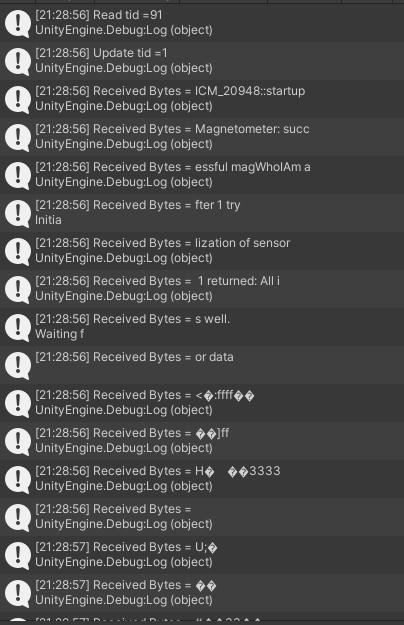 [21:28:56] Read tid =91
UnityEngine.Debug:Log (object)
[21:28:56] Update tid =1
UnityEngine.Debug:Log (object)
[21:28:56] Received Bytes = ICM_20948::startup
UnityEngine.Debug:Log (object)
[21:28:56] Received Bytes = Magnetometer: succ
UnityEngine.Debug:Log (object)
[21:28:56] Received Bytes = essful magWhoIAm a
UnityEngine.Debug:Log (object)
[21:28:56] Received Bytes = fter 1 try
Initia
[21:28:56] Received Bytes = lization of sensor
UnityEngine.Debug:Log (object)
[21:28:56] Received Bytes =  1 returned: All i
UnityEngine.Debug:Log (object)
[21:28:56] Received Bytes = s well.
Waiting f
[21:28:56] Received Bytes = or data
[21:28:56] Received Bytes = <�:ffff��
UnityEngine.Debug:Log (object)
[21:28:56] Received Bytes = ��]ff
UnityEngine.Debug:Log (object)
[21:28:56] Received Bytes = H�   ��3333
UnityEngine.Debug:Log (object)
[21:28:56] Received Bytes =
UnityEngine.Debug:Log (object)
[21:28:57] Received Bytes = U;�
UnityEngine.Debug:Log (object)
[21:28:57] Received Bytes = ��
UnityEngine.Debug:Log (object)